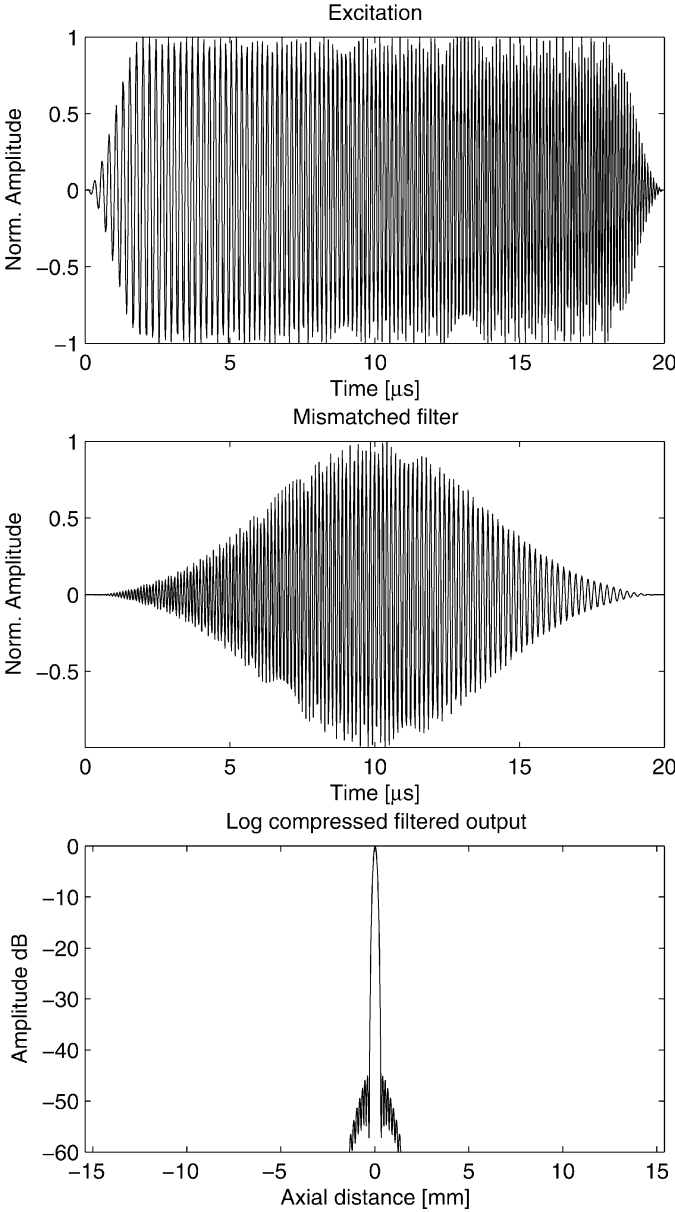 Excitation
1
0.5
0
−0.5
−1
Norm. Amplitude
0 5 10 15 20
Time [μs]
Mismatched filter
1
0.5
0
−0.5
Norm. Amplitude
0 5 10 15 20
Time [μs]
Log compressed filtered output
0
−10
−20
−30
−40
−50
−60
Amplitude dB
−15 −10 −5 0 5 10 15
Axial distance [mm]